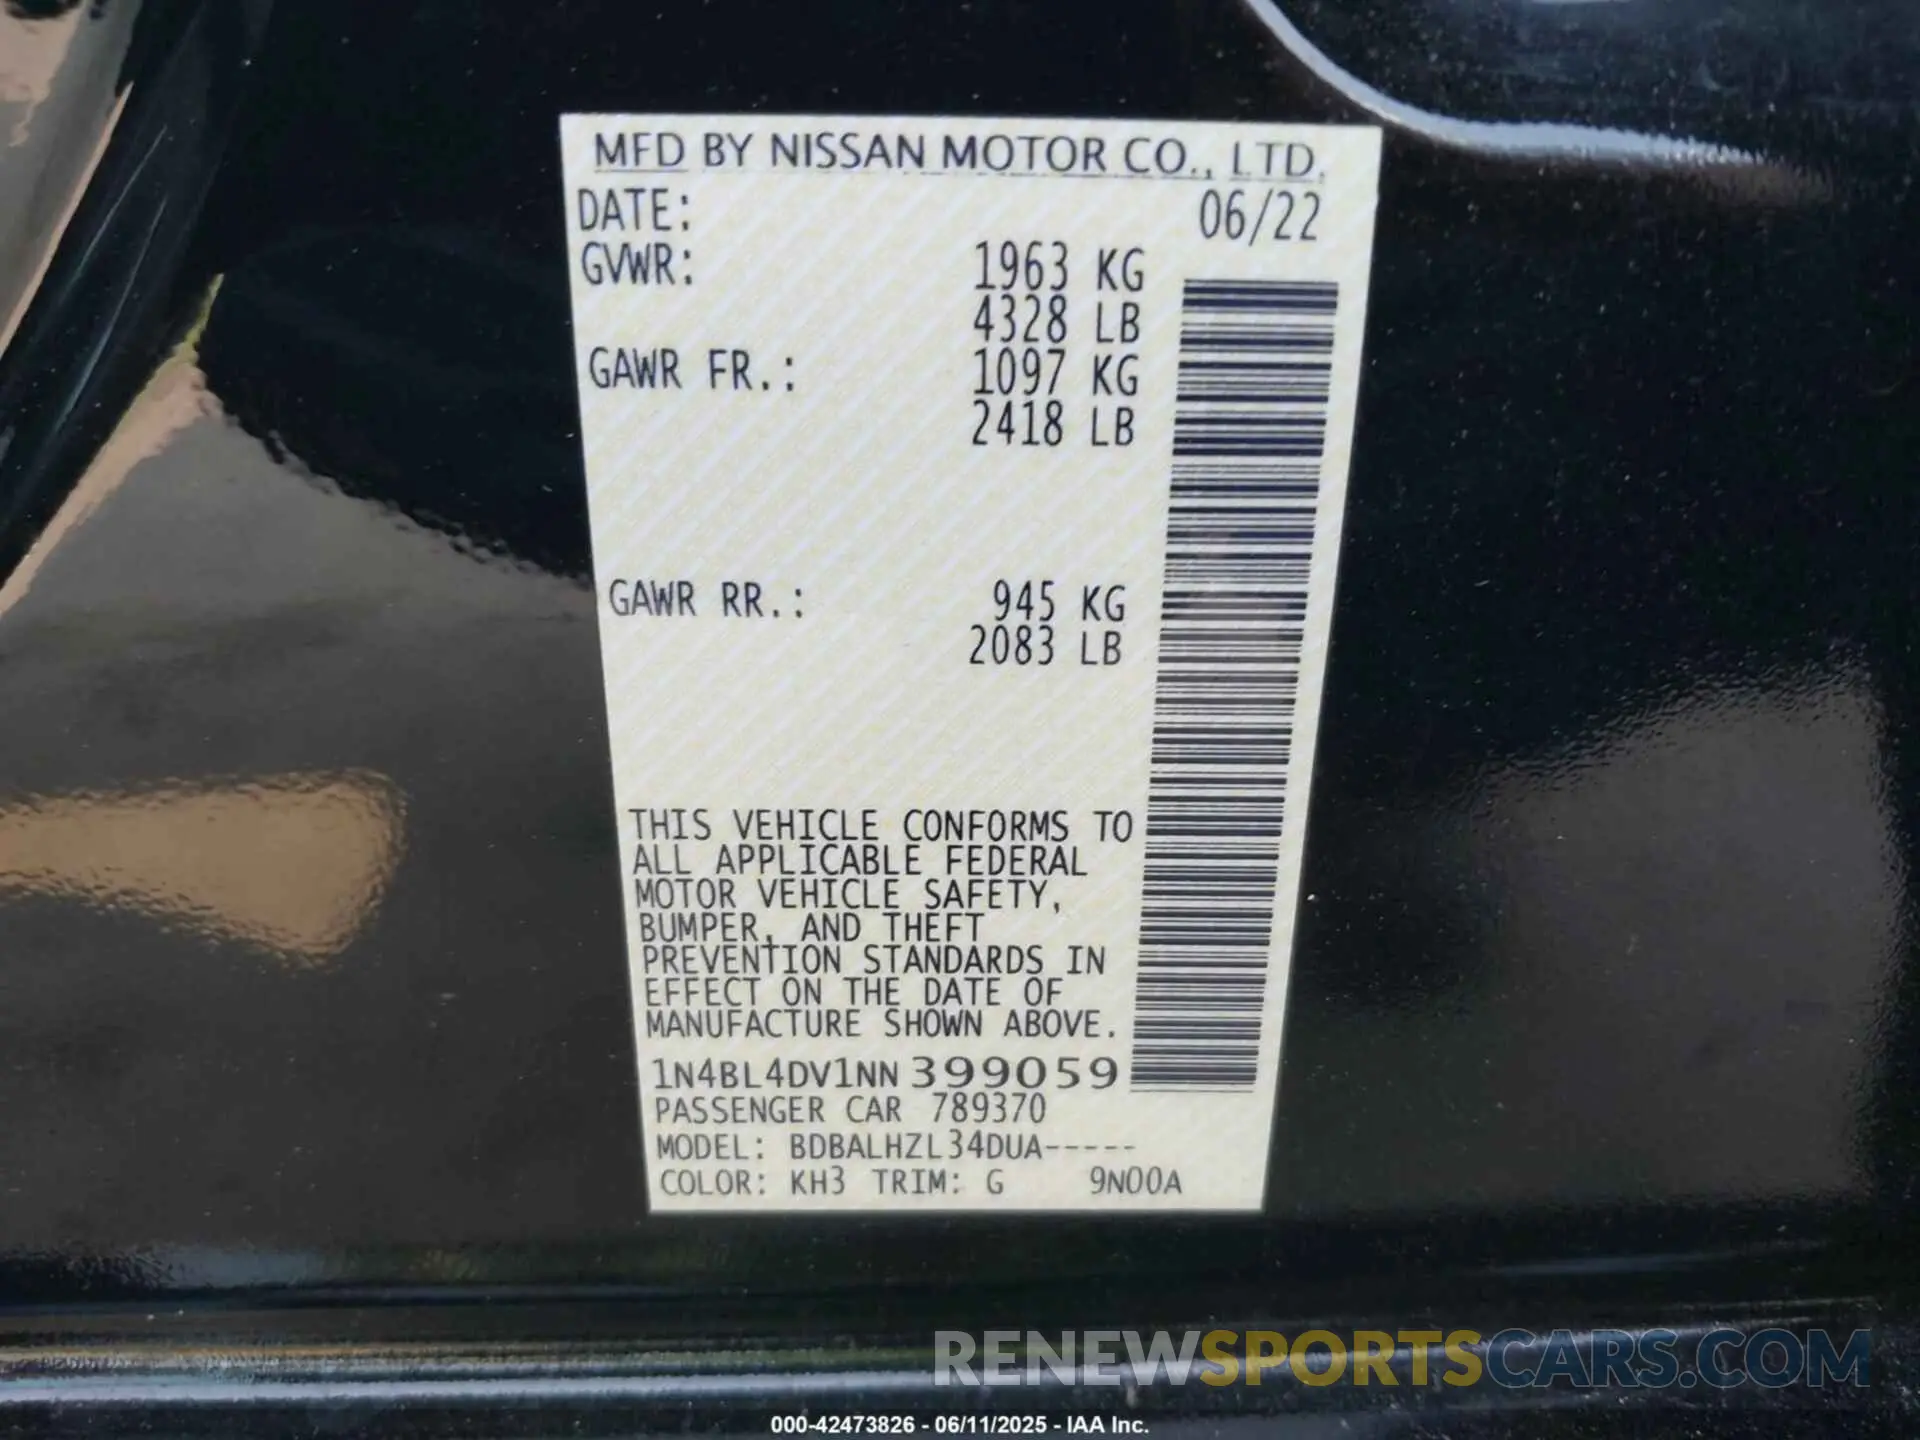 MFD BY NISSAN MOTOR CO., LTD.
DATE: 06/22
GVWR: 1963 KG
4328 LB
GAWR FR.: 1097 KG
2418 LB
GAWR RR.: 945 KG
2083 LB
THIS VEHICLE CONFORMS TO
ALL APPLICABLE FEDERAL
MOTOR VEHICLE SAFETY,
BUMPER, AND THEFT
PREVENTION STANDARDS IN
EFFECT ON THE DATE OF
MANUFACTURE SHOWN ABOVE.
1N4BL4DV1NN399059
PASSENGER CAR 789370
MODEL: BDBALHZL34DUA-----
COLOR: KH3 TRIM: G 9N00A
RENEWSPORTSCARS.COM
000-42473826 - 06/11/2025 - IAA Inc.